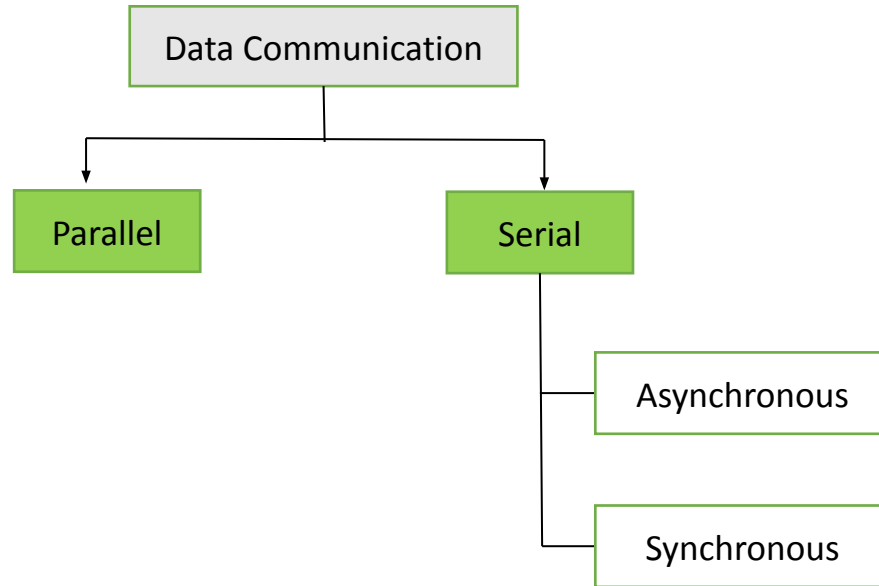 Data Communication
Parallel
Serial
Asynchronous
Synchronous